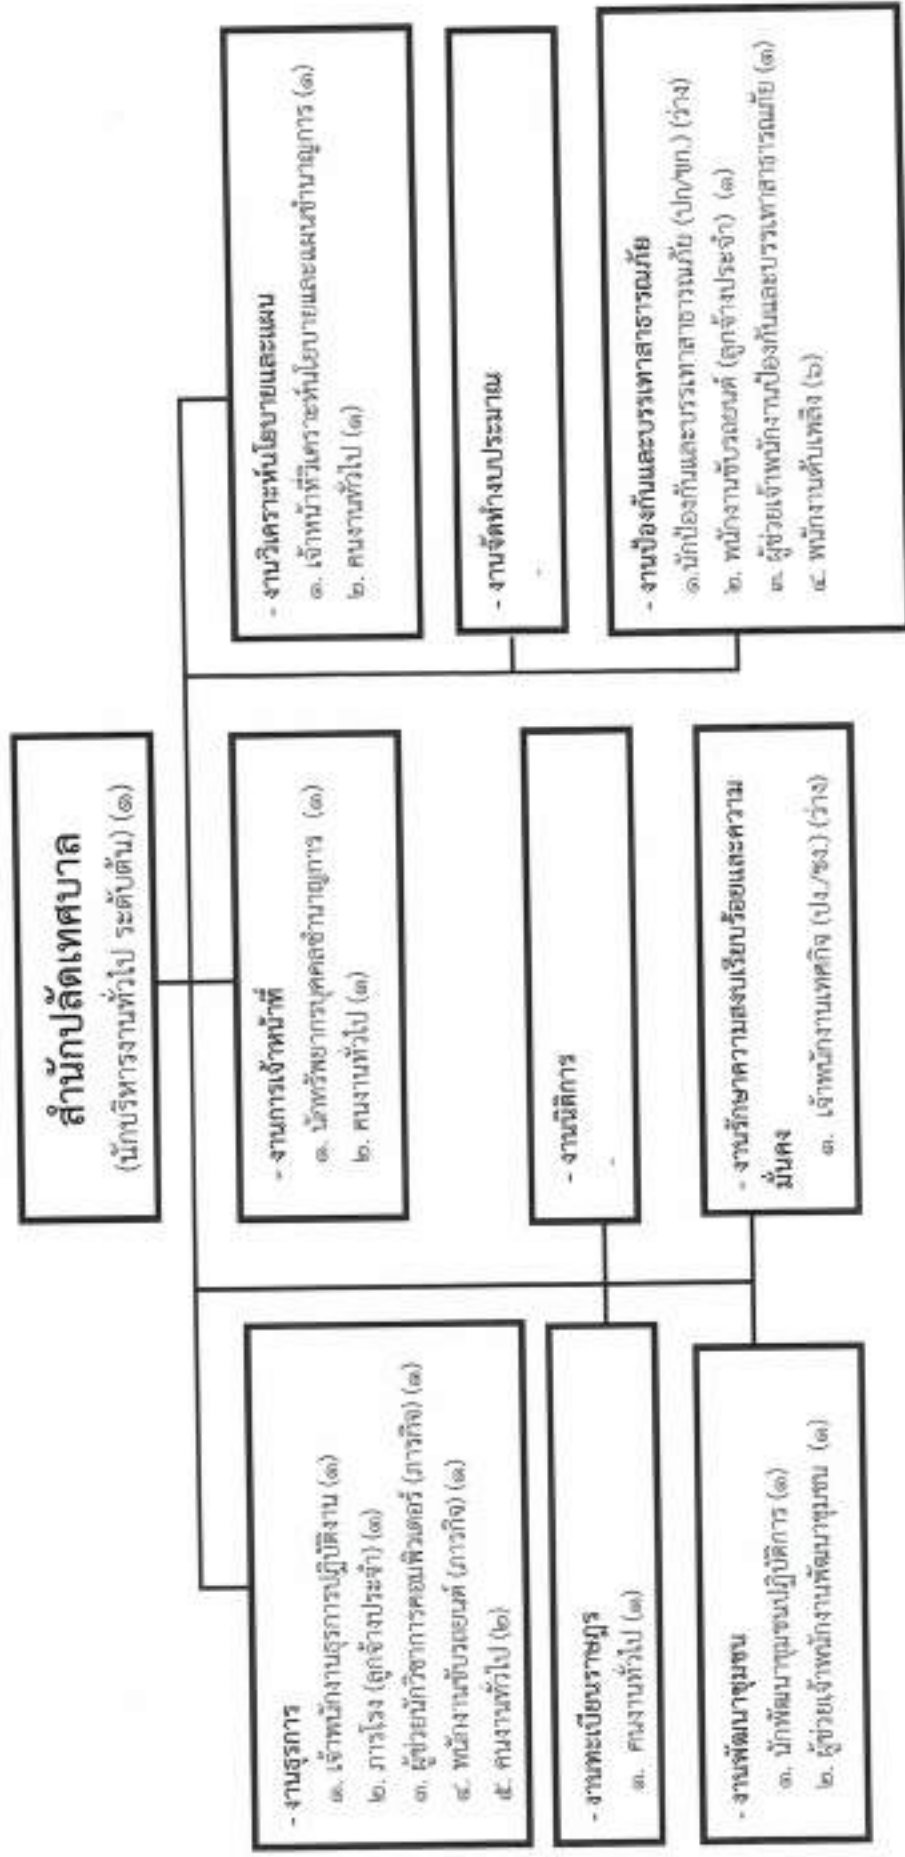 สำนักปลัดเทศบาล
(นักบริหารงานทั่วไป ระดับต้น) (๑)
- งานธุรการ
๑. เจ้าพนักงานธุรการปฏิบัติงาน (๑)
๒. ภารโรง (ลูกจ้างประจำ) (๑)
๓. ผู้ช่วยนักวิชาการคอมพิวเตอร์ (ภารกิจ) (๑)
๔. พนักงานขับรถยนต์ (ภารกิจ) (๑)
๕. คนงานทั่วไป (๒)
- งานการเจ้าหน้าที่
๑. นักทรัพยากรบุคคลชำนาญการ (๑)
๒. คนงานทั่วไป (๑)
- งานวิเคราะห์นโยบายและแผน
๑. เจ้าหน้าที่วิเคราะห์นโยบายและแผนชำนาญการ (๑)
๒. คนงานทั่วไป (๑)
- งานทะเบียนราษฎร
๑. คนงานทั่วไป (๑)
- งานนิติการ
-
- งานจัดทำงบประมาณ
-
- งานพัฒนาชุมชน
๑. นักพัฒนาชุมชนปฏิบัติการ (๑)
๒. ผู้ช่วยเจ้าพนักงานพัฒนาชุมชน (๑)
- งานรักษาความสงบเรียบร้อยและความ
มั่นคง
๑. เจ้าพนักงานเทศกิจ (ปง./ชง.) (ว่าง)
- งานป้องกันและบรรเทาสาธารณภัย
๑.นักป้องกันและบรรเทาสาธารณภัย (ปก/ชก.) (ว่าง)
๒. พนักงานขับรถยนต์ (ลูกจ้างประจำ) (๑)
๓. ผู้ช่วยเจ้าพนักงานป้องกันและบรรเทาสาธารณภัย (๑)
๔. พนักงานดับเพลิง (๖)